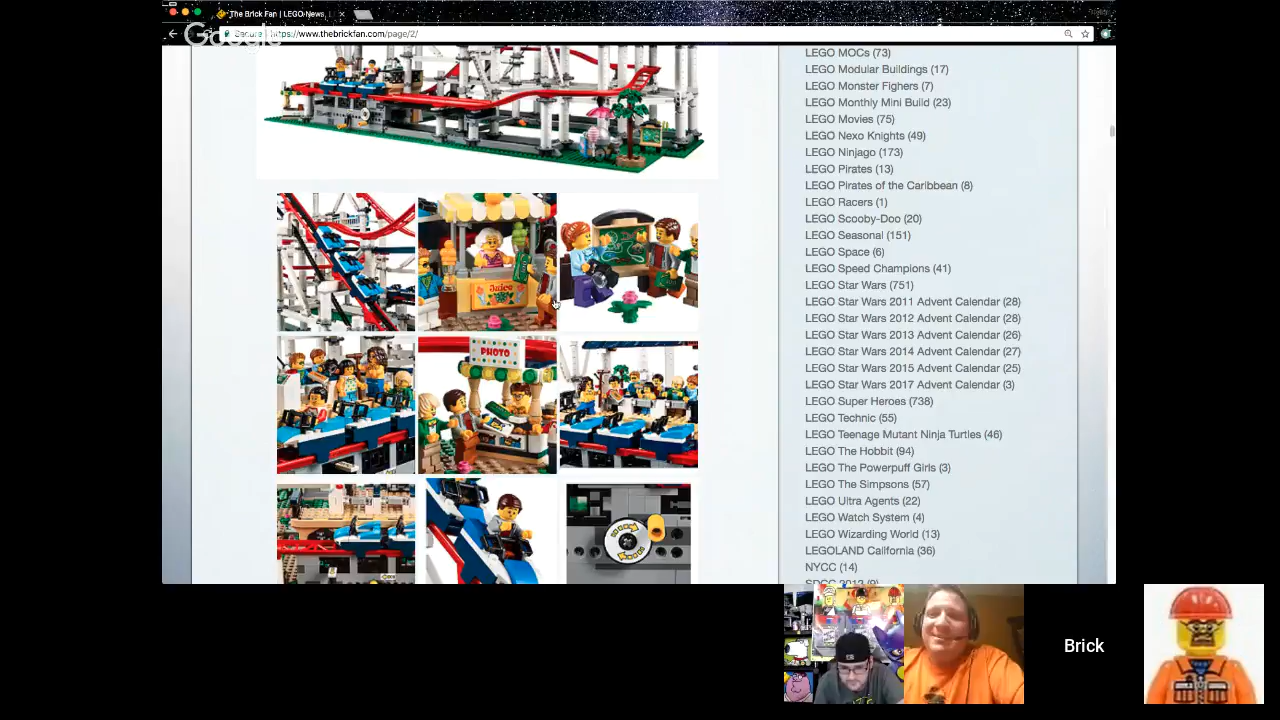 The Brick Fan | LEGO News
Google
Secure
https://www.thebrickfan.com/page/2/
LEGO MOCs (73)
LEGO Modular Buildings (17)
LEGO Monster Fighers (7)
LEGO Monthly Mini Build (23)
LEGO Movies (75)
LEGO Nexo Knights (49)
LEGO Ninjago (173)
LEGO Pirates (13)
LEGO Pirates of the Caribbean (8)
LEGO Racers (1)
LEGO Scooby-Doo (20)
LEGO Seasonal (151)
LEGO Space (6)
LEGO Speed Champions (41)
LEGO Star Wars (751)
LEGO Star Wars 2011 Advent Calendar (28)
LEGO Star Wars 2012 Advent Calendar (28)
LEGO Star Wars 2013 Advent Calendar (26)
LEGO Star Wars 2014 Advent Calendar (27)
LEGO Star Wars 2015 Advent Calendar (25)
LEGO Star Wars 2017 Advent Calendar (3)
LEGO Super Heroes (738)
LEGO Technic (55)
LEGO Teenage Mutant Ninja Turtles (46)
LEGO The Hobbit (94)
LEGO The Powerpuff Girls (3)
LEGO The Simpsons (57)
LEGO Ultra Agents (22)
LEGO Watch System (4)
LEGO Wizarding World (13)
LEGOLAND California (36)
NYCC (14)
SDCC 2012 (9)
Juice
PHOTO
Brick